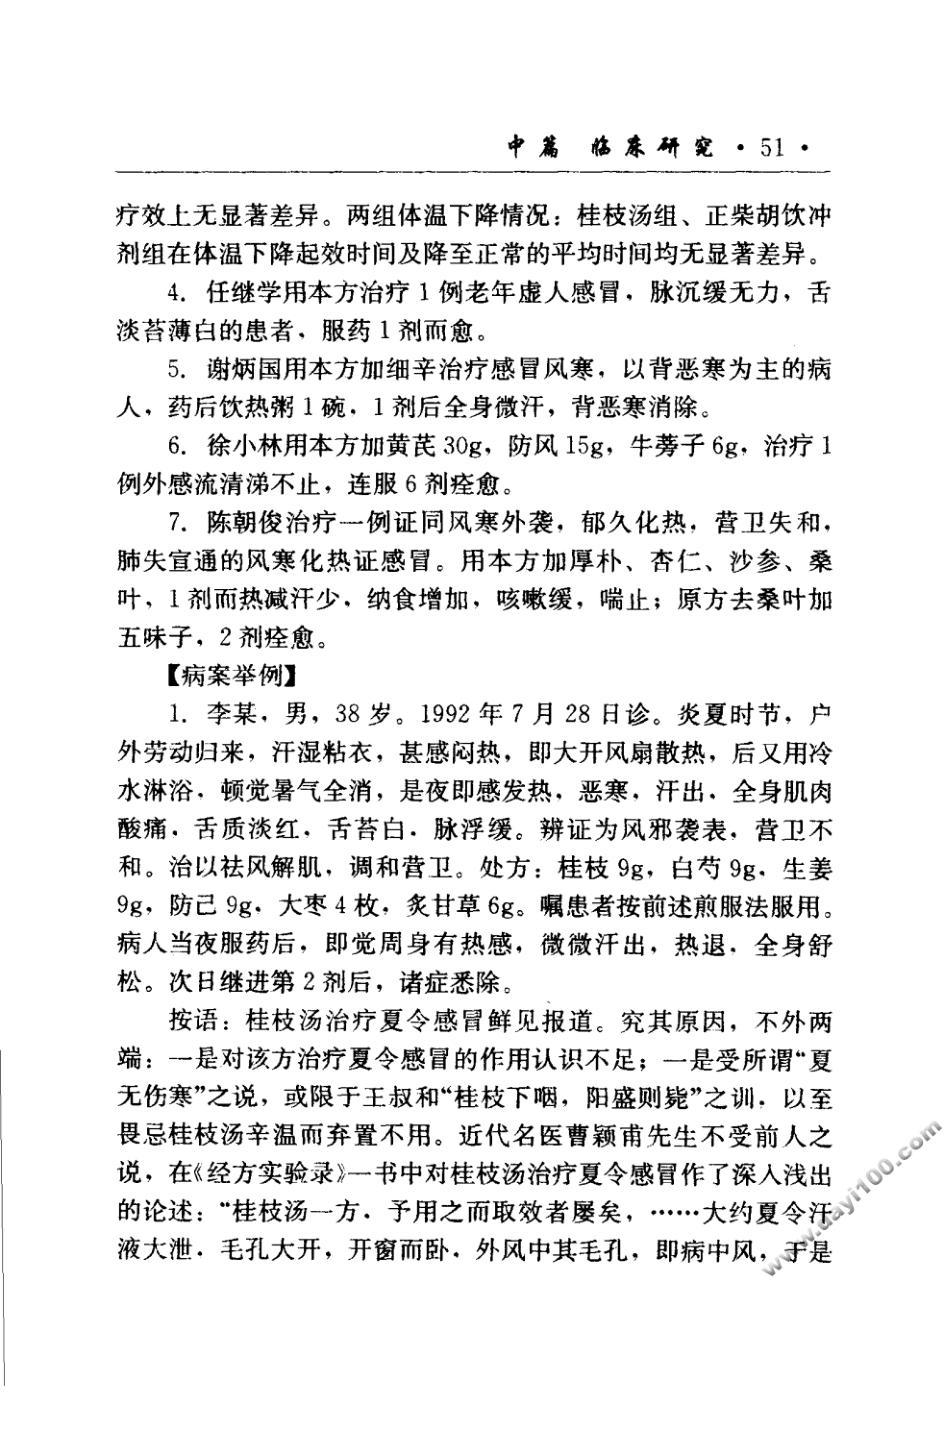 中篇 临床研究 · 51 ·
疗效上无显著差异。两组体温下降情况：桂枝汤组、正柴胡饮冲
剂组在体温下降起效时间及降至正常的平均时间均无显著差异。
4. 任继学用本方治疗 1 例老年虚人感冒，脉沉缓无力，舌
淡苔薄白的患者，服药 1 剂而愈。
5. 谢炳国用本方加细辛治疗感冒风寒，以背恶寒为主的病
人，药后饮热粥 1 碗，1 剂后全身微汗，背恶寒消除。
6. 徐小林用本方加黄芪 30g，防风 15g，牛蒡子 6g，治疗 1
例外感流清涕不止，连服 6 剂痊愈。
7. 陈朝俊治疗一例证同风寒外袭，郁久化热，营卫失和，
肺失宣通的风寒化热证感冒。用本方加厚朴、杏仁、沙参、桑
叶，1 剂而热减汗少，纳食增加，咳嗽缓，喘止；原方去桑叶加
五味子，2 剂痊愈。
【病案举例】
1. 李某，男，38 岁。1992 年 7 月 28 日诊。炎夏时节，户
外劳动归来，汗湿粘衣，甚感闷热，即大开风扇散热，后又用冷
水淋浴，顿觉暑气全消，是夜即感发热，恶寒，汗出，全身肌肉
酸痛，舌质淡红，舌苔白，脉浮缓。辨证为风邪袭表，营卫不
和。治以祛风解肌，调和营卫。处方：桂枝 9g，白芍 9g，生姜
9g，防己 9g，大枣 4 枚，炙甘草 6g。嘱患者按前述煎服法服用。
病人当夜服药后，即觉周身有热感，微微汗出，热退，全身舒
松。次日继进第 2 剂后，诸症悉除。
按语：桂枝汤治疗夏令感冒鲜见报道。究其原因，不外两
端：一是对该方治疗夏令感冒的作用认识不足；一是受所谓“夏
无伤寒”之说，或限于王叔和“桂枝下咽，阳盛则毙”之训，以至
畏忌桂枝汤辛温而弃置不用。近代名医曹颖甫先生不受前人之
说，在《经方实验录》一书中对桂枝汤治疗夏令感冒作了深入浅出
的论述：“桂枝汤一方，予用之而取效者屡矣，……大约夏令汗
液大泄，毛孔大开，开窗而卧，外风中其毛孔，即病中风，于是
www.dayi100.com